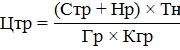 Цтр = (Стр + Нр) × Тн
Гр × Кгр